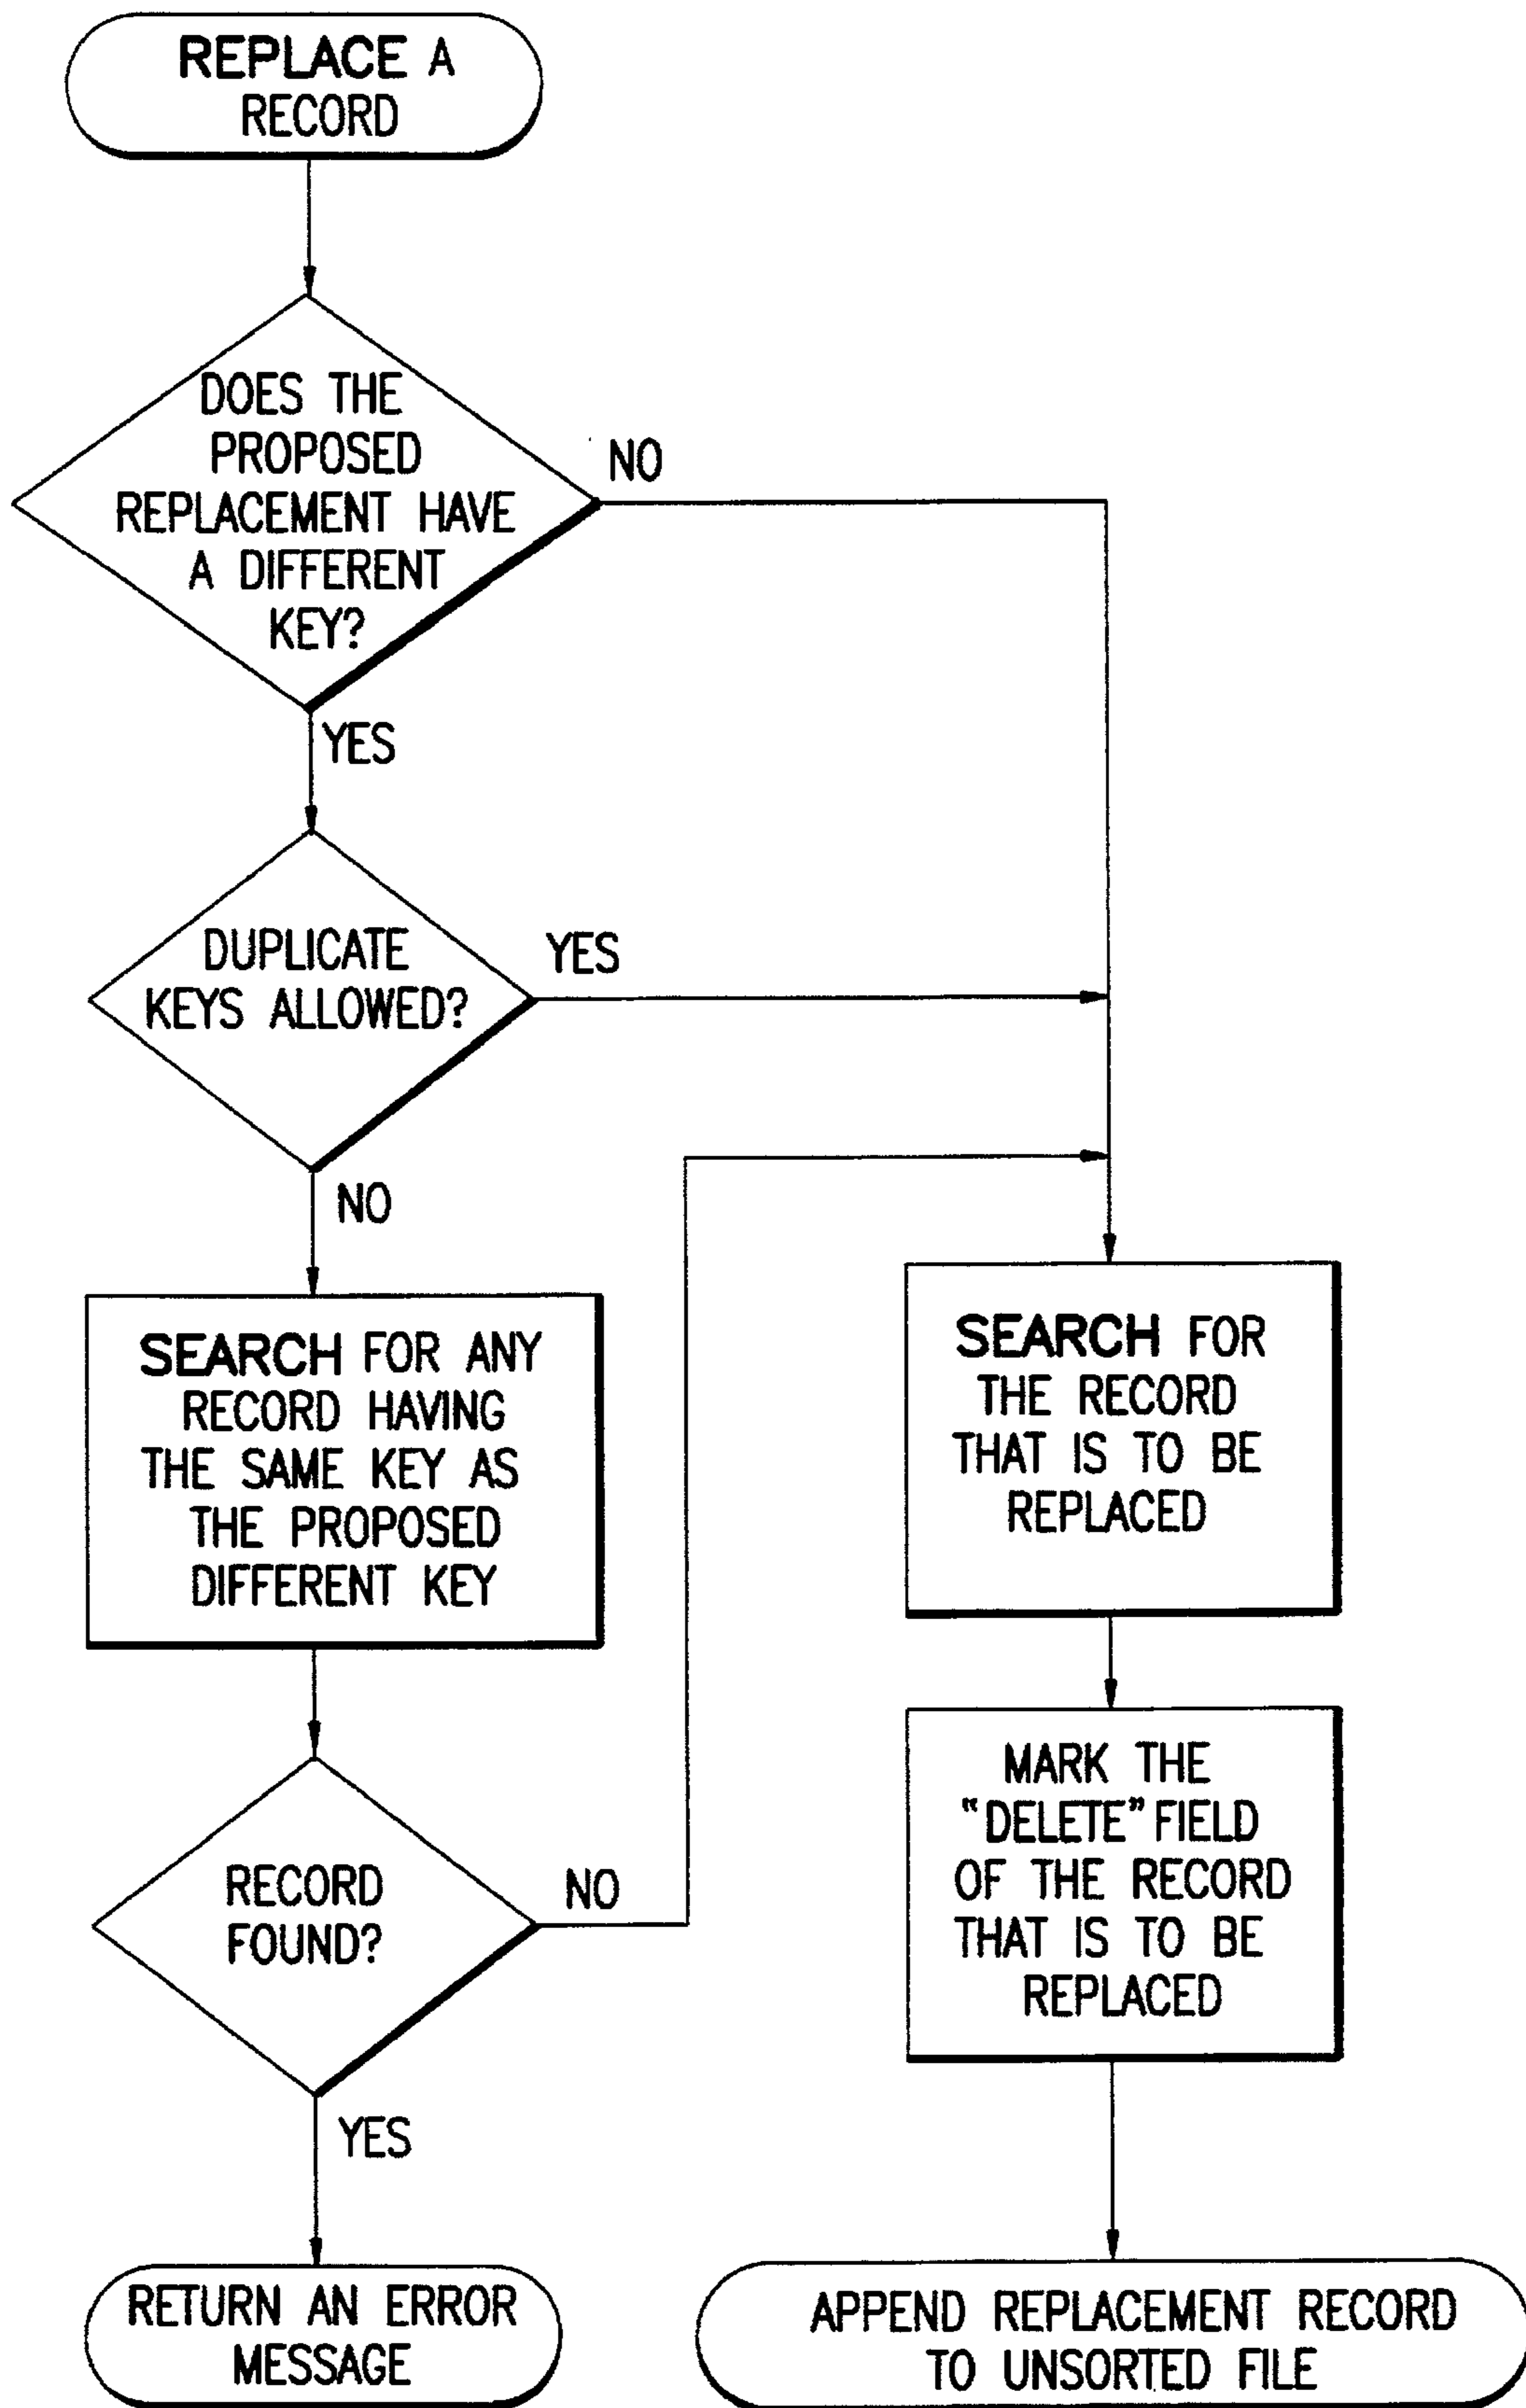 REPLACE A
RECORD
DOES THE
PROPOSED
REPLACEMENT HAVE
A DIFFERENT
KEY?
NO
YES
DUPLICATE
KEYS ALLOWED?
YES
NO
SEARCH FOR ANY
RECORD HAVING
THE SAME KEY AS
THE PROPOSED
DIFFERENT KEY
RECORD
FOUND?
NO
YES
RETURN AN ERROR
MESSAGE
SEARCH FOR
THE RECORD
THAT IS TO BE
REPLACED
MARK THE
“DELETE” FIELD
OF THE RECORD
THAT IS TO BE
REPLACED
APPEND REPLACEMENT RECORD
TO UNSORTED FILE